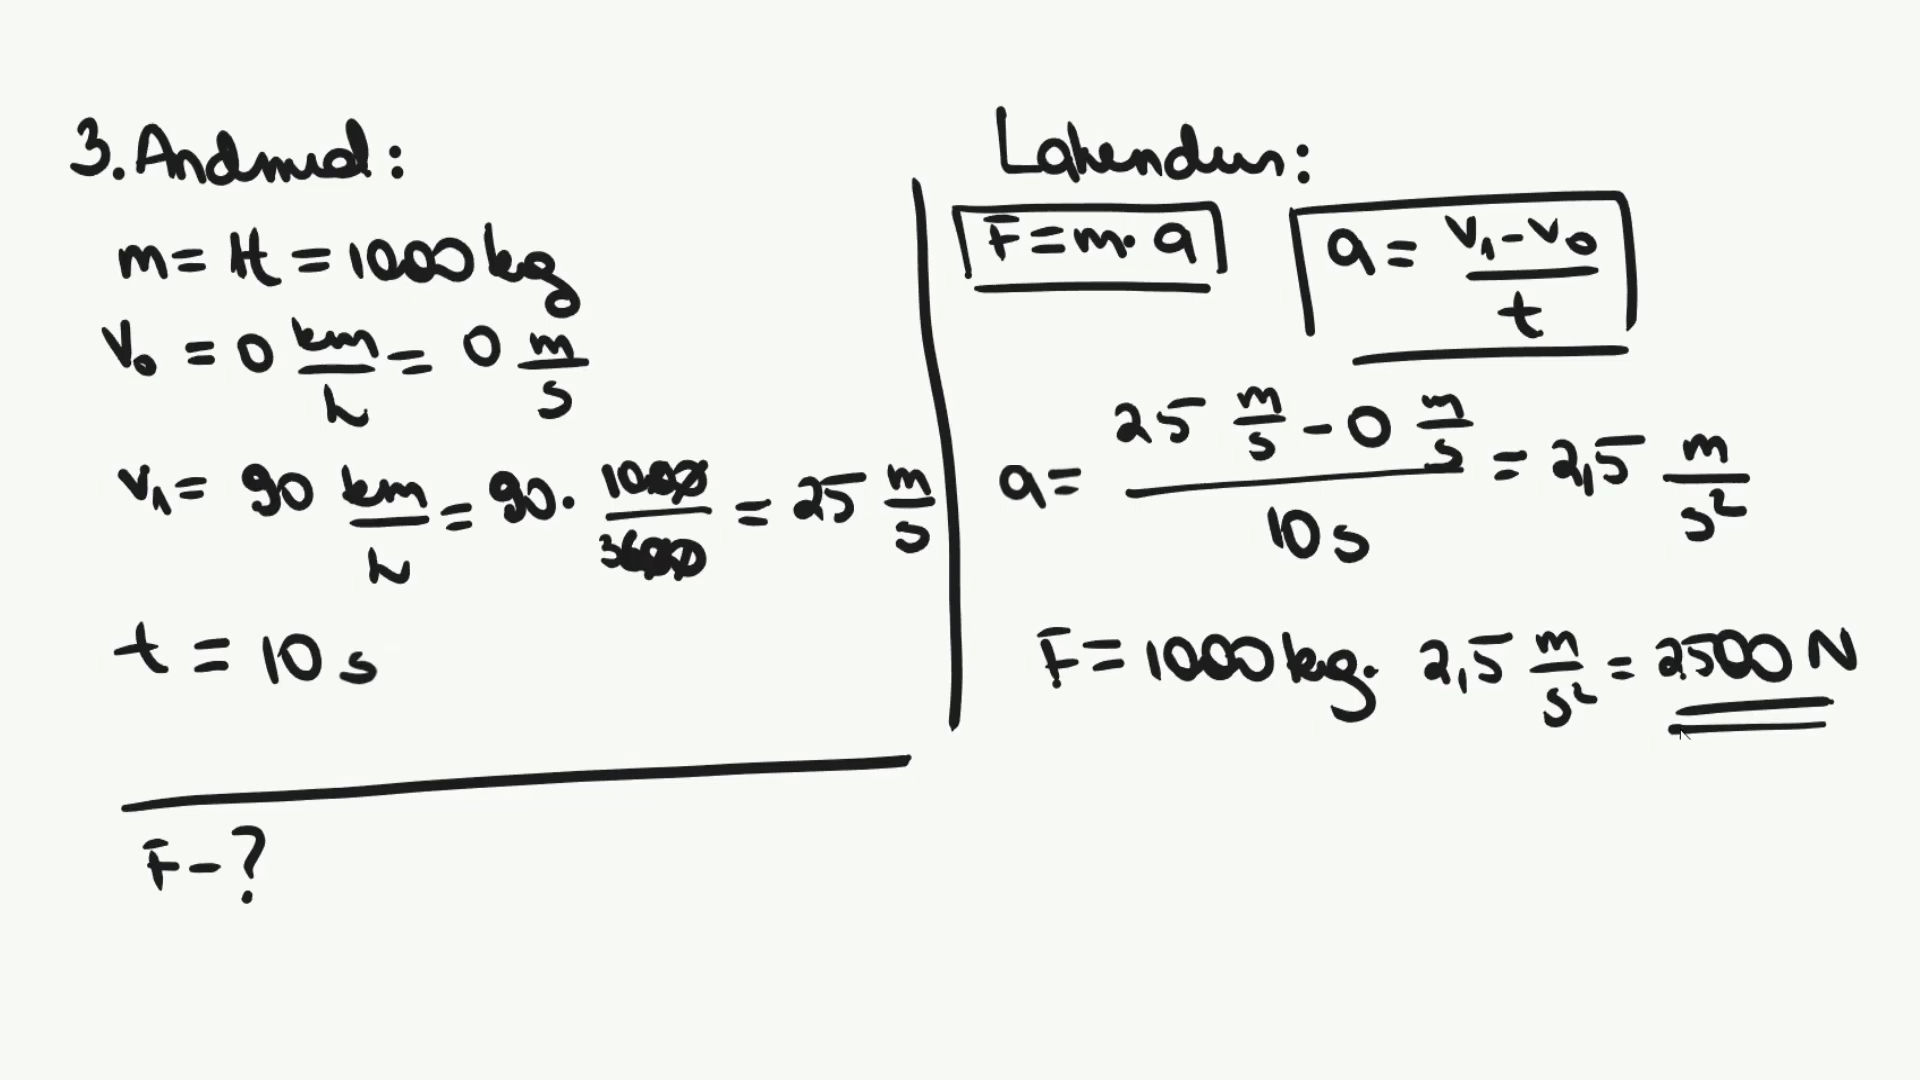 3. Andmed:
m = 1t = 1000 kg
v₀ = 0 km/h = 0 m/s
v₁ = 90 km/h = 90 · 1000/3600 = 25 m/s
t = 10 s
F - ?
Lahendus:
F = m · a
a = (v₁ - v₀)/t
a = (25 m/s - 0 m/s)/10 s = 2,5 m/s²
F = 1000 kg · 2,5 m/s² = 2500 N